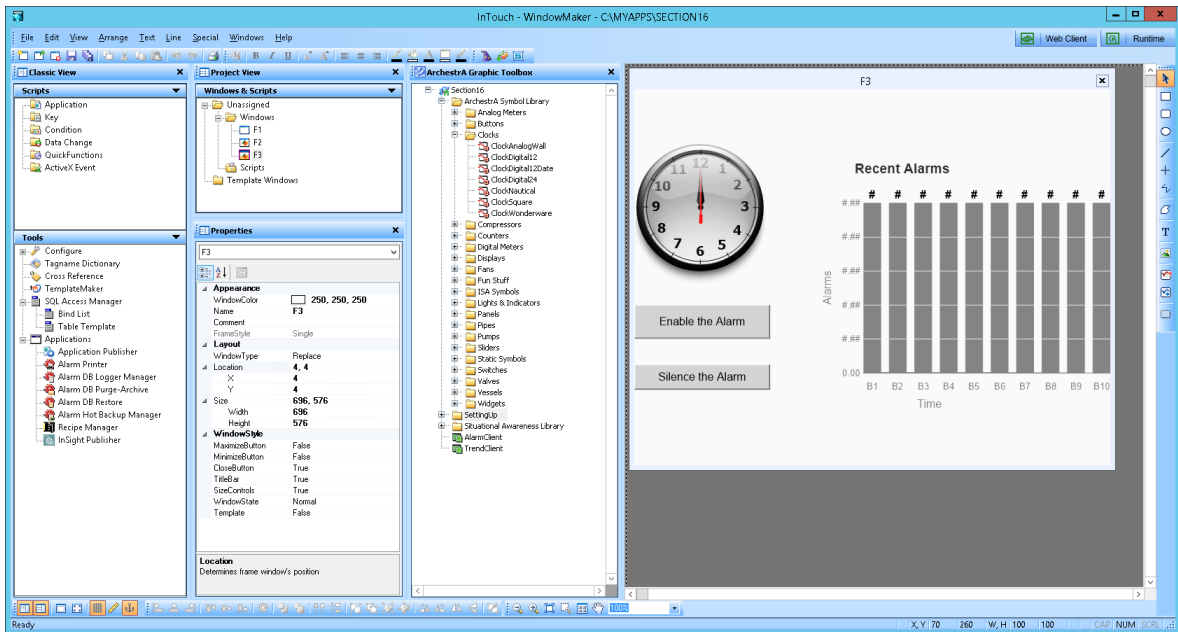 InTouch - WindowMaker - C:\MYAPPS\SECTION16
File Edit View Arrange Text Line Special Windows Help
Web Client Runtime
Classic View
Scripts
Application
Key
Condition
Data Change
QuickFunctions
ActiveX Event
Tools
Configure
Tagname Dictionary
Cross Reference
TemplateMaker
SQL Access Manager
Bind List
Table Template
Applications
Application Publisher
Alarm Printer
Alarm DB Logger Manager
Alarm DB Purge-Archive
Alarm DB Restore
Alarm Hot Backup Manager
Recipe Manager
InSight Publisher
Project View
Windows & Scripts
Unassigned
Windows
F1
F2
F3
Scripts
Template Windows
Properties
F3
Appearance
WindowColor 250, 250, 250
Name F3
Comment
FrameStyle Single
Layout
WindowType Replace
Location 4, 4
X 4
Y 4
Size 696, 576
Width 696
Height 576
WindowStyle
MaximizeButton False
MinimizeButton False
CloseButton True
TitleBar True
SizeControls True
WindowState Normal
Template False
Location
Determines frame window's position
ArchestrA Graphic Toolbox
Section16
ArchestrA Symbol Library
Analog Meters
Buttons
Clocks
ClockAnalogWall
ClockDigital12
ClockDigital12Date
ClockDigital24
ClockNautical
ClockSquare
ClockWonderware
Compressors
Counters
Digital Meters
Displays
Fans
Fun Stuff
ISA Symbols
Lights & Indicators
Panels
Pipes
Pumps
Sliders
Static Symbols
Switches
Valves
Vessels
Widgets
SettingUp
Situational Awareness Library
AlarmClient
TrendClient
F3
12
1
2
3
4
5
6
7
8
9
10
11
Enable the Alarm
Silence the Alarm
Recent Alarms
# # # # # # # # # #
#.##
#.##
#.##
#.##
#.##
0.00
Alarms
B1 B2 B3 B4 B5 B6 B7 B8 B9 B10
Time
B I U
T
100%
Ready
X, Y 70 260 W, H 100 100 CAP NUM SCRL